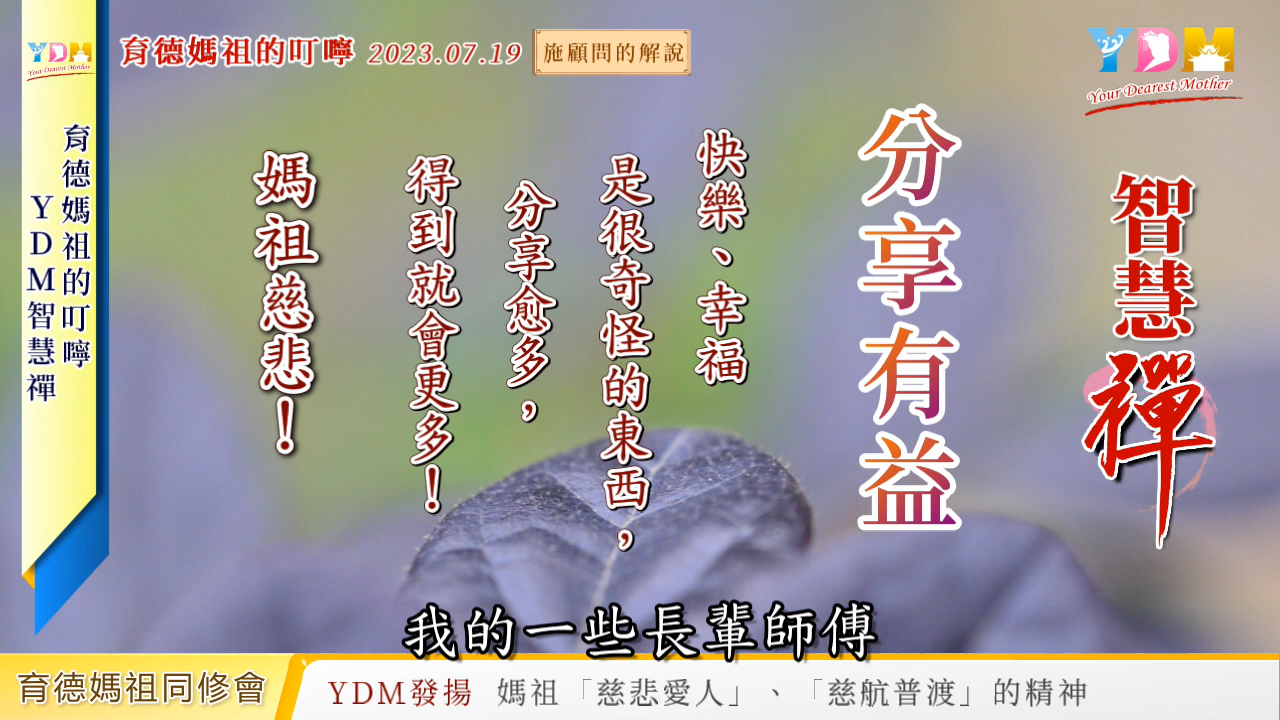 育德媽祖的叮嚀 2023.07.19 施顧問的解說
YDM
Your Dearest Mother
智慧禪
分享有益
快樂、幸福
是很奇怪的東西,
分享愈多,
得到就會更多!
媽祖慈悲!
YDM
Your Dearest Mother
育德媽祖的叮嚀
YDM智慧禪
我的一些長輩師傅
育德媽祖同修會
YDM發揚 媽祖「慈悲愛人」、「慈航普渡」的精神